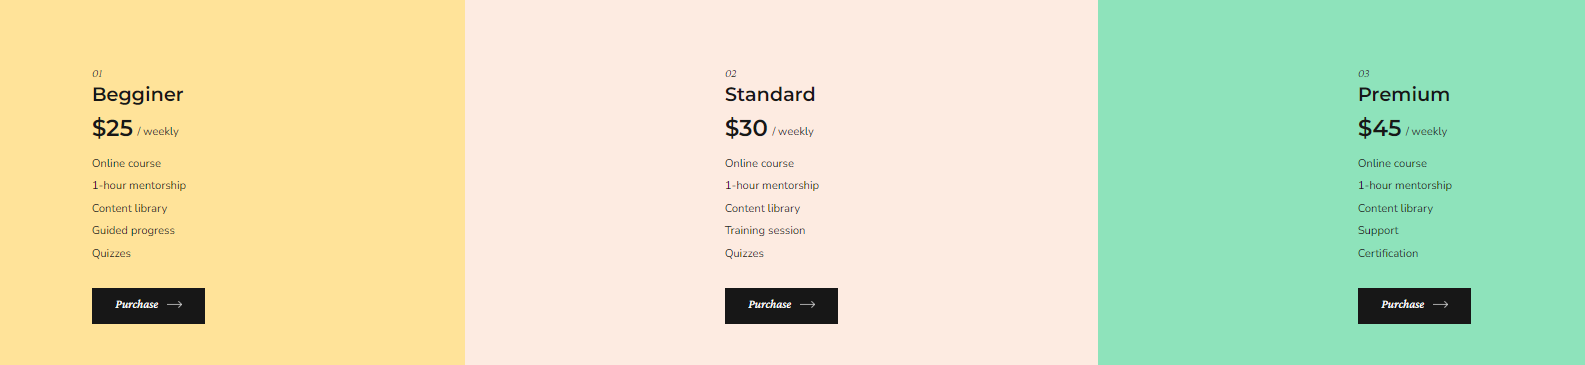 01
Begginer
$25 / weekly
Online course
1-hour mentorship
Content library
Guided progress
Quizzes
Purchase
02
Standard
$30 / weekly
Online course
1-hour mentorship
Content library
Training session
Quizzes
Purchase
03
Premium
$45 / weekly
Online course
1-hour mentorship
Content library
Support
Certification
Purchase